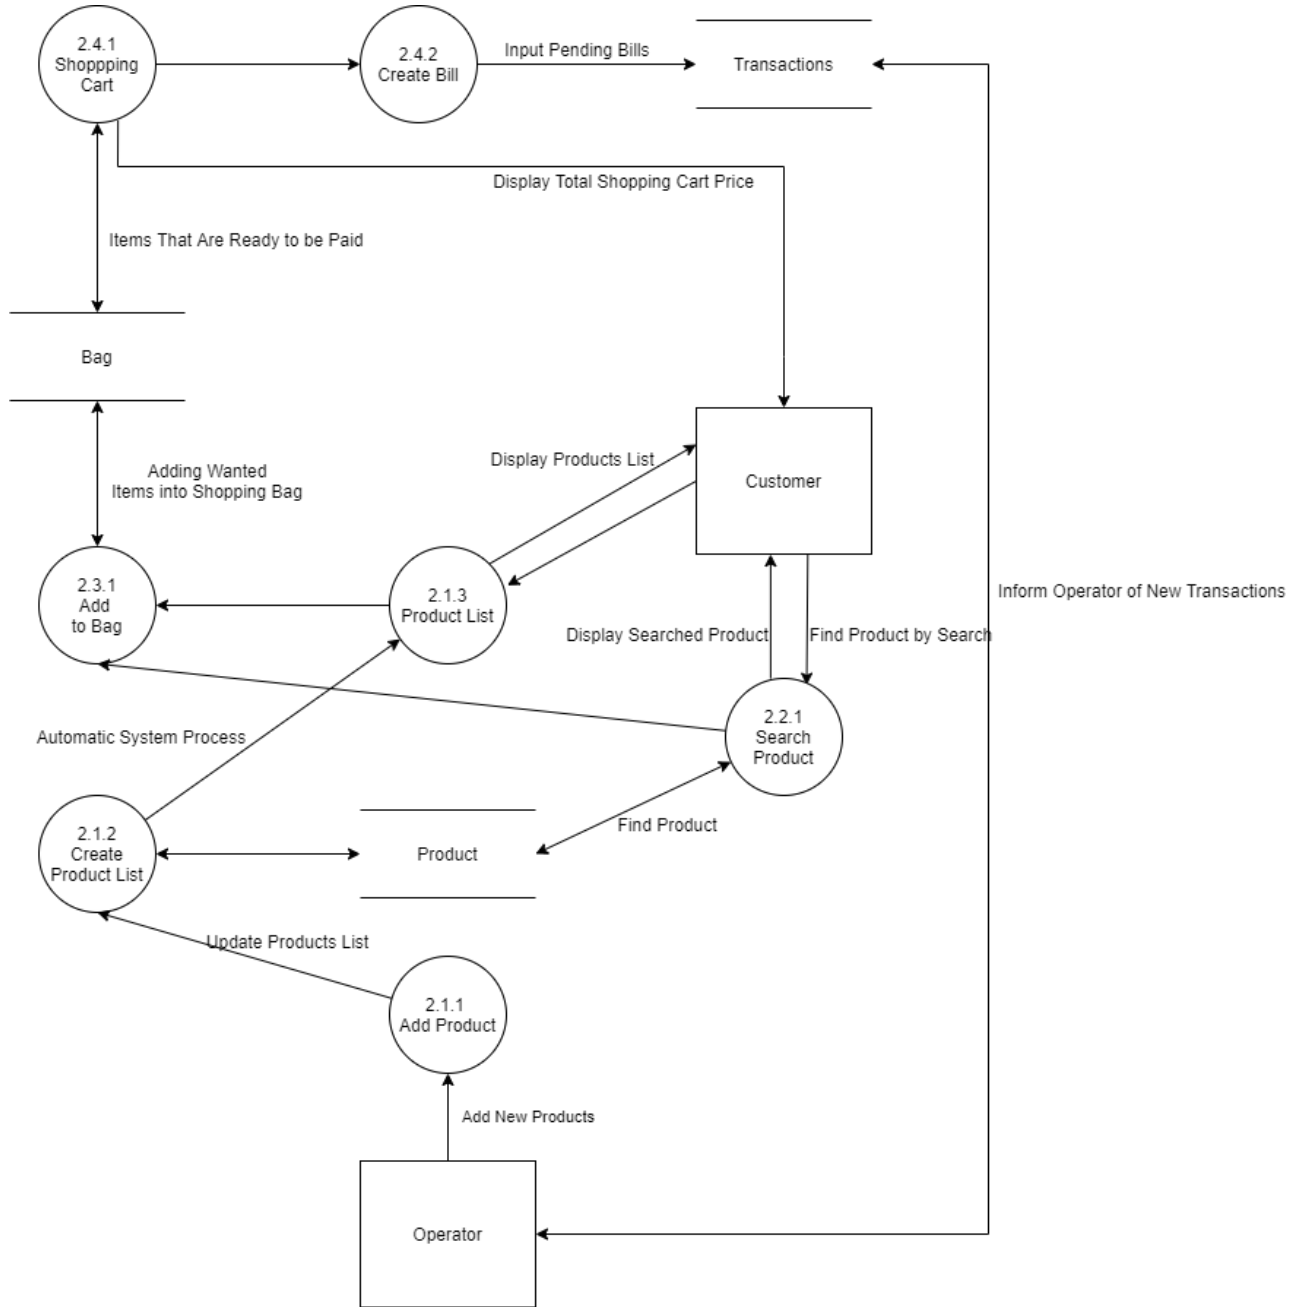 2.4.1
Shoppping
Cart
2.4.2
Create Bill
Input Pending Bills
Transactions
Display Total Shopping Cart Price
Items That Are Ready to be Paid
Bag
Adding Wanted
Items into Shopping Bag
Display Products List
Customer
2.3.1
Add
to Bag
2.1.3
Product List
Inform Operator of New Transactions
Display Searched Product
Find Product by Search
2.2.1
Search
Product
Automatic System Process
2.1.2
Create
Product List
Product
Find Product
Update Products List
2.1.1
Add Product
Add New Products
Operator